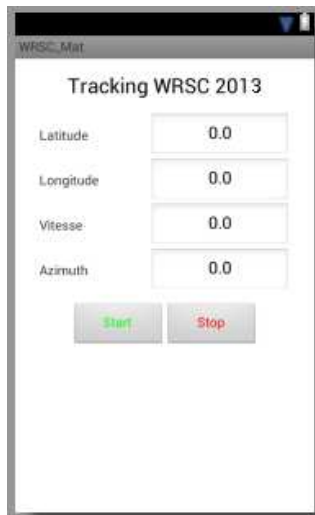 WRSC_Mat
Tracking WRSC 2013
Latitude 0.0
Longitude 0.0
Vitesse 0.0
Azimuth 0.0
Start Stop